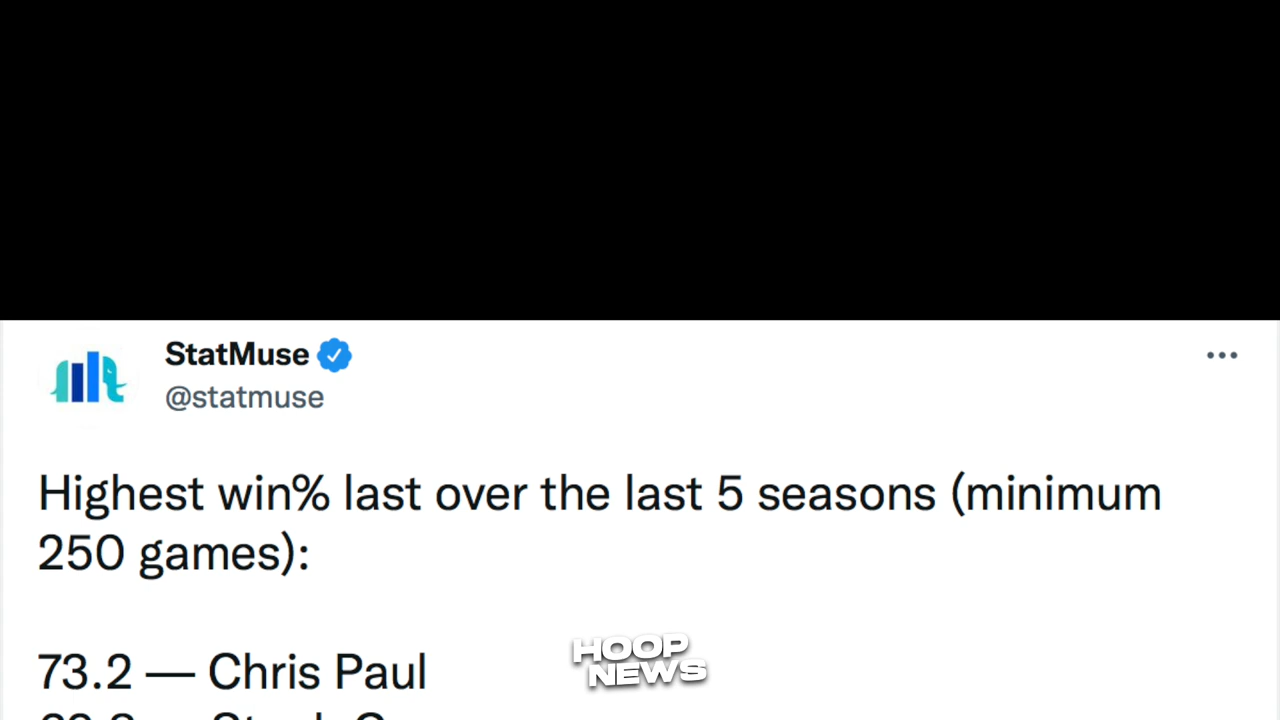 StatMuse
@statmuse
Highest win% last over the last 5 seasons (minimum
250 games):
73.2 — Chris Paul
HOOP
NEWS